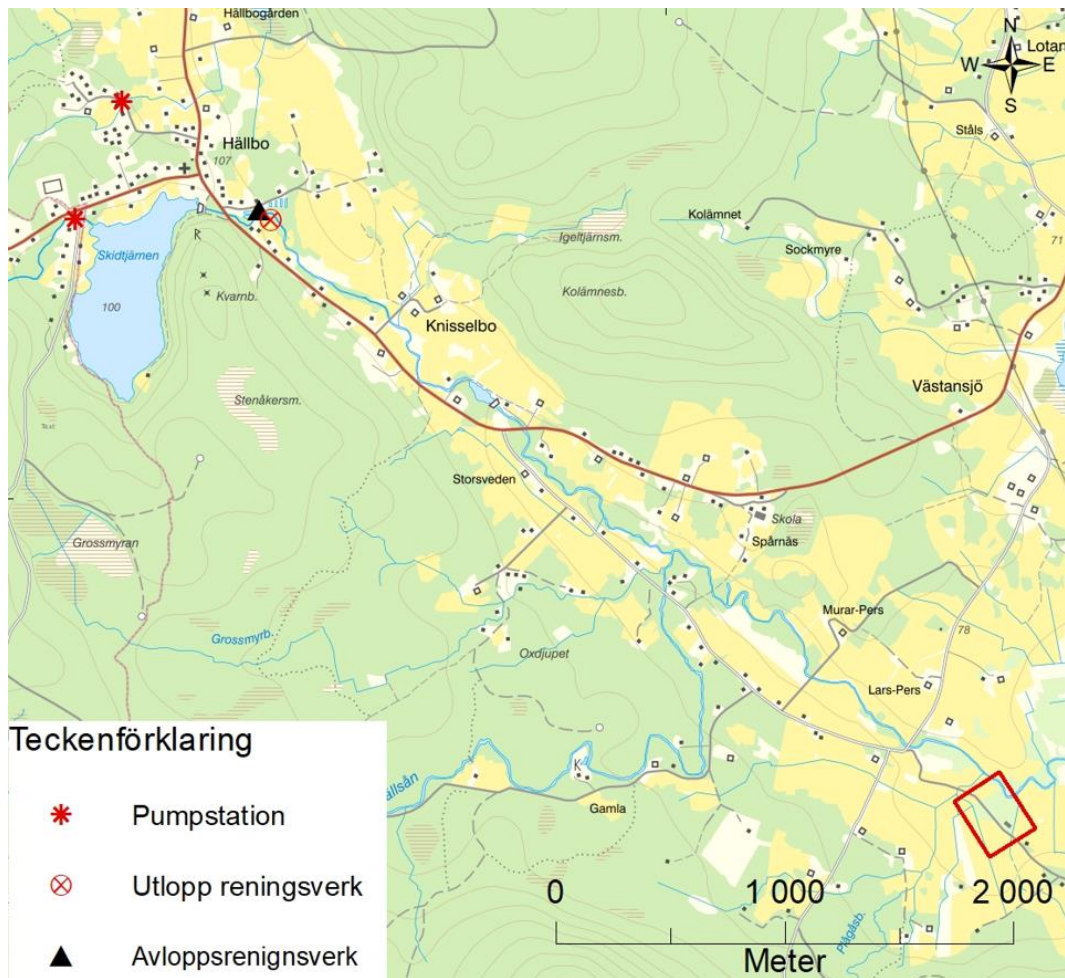 Hällbogården
N
Lotan
W E
S
Ståls
Hällbo
107
Kolämnet
71
Igeltjärnsm.
Sockmyre
Skidtjärnen
R
Kvarnb.
Kolämnesb.
100
Knisselbo
Västansjö
Stenåkersm.
Storsveden
Skola
Grossmyran
Spårnäs
Murar-Pers
78
Grossmyrb.
Oxdjupet
Lars-Pers
Teckenförklaring
K
ällsån
Gamla
Pumpstation
0 1 000 2 000
Utlopp reningsverk
Plågåsb.
Avloppsrenignsverk
Meter